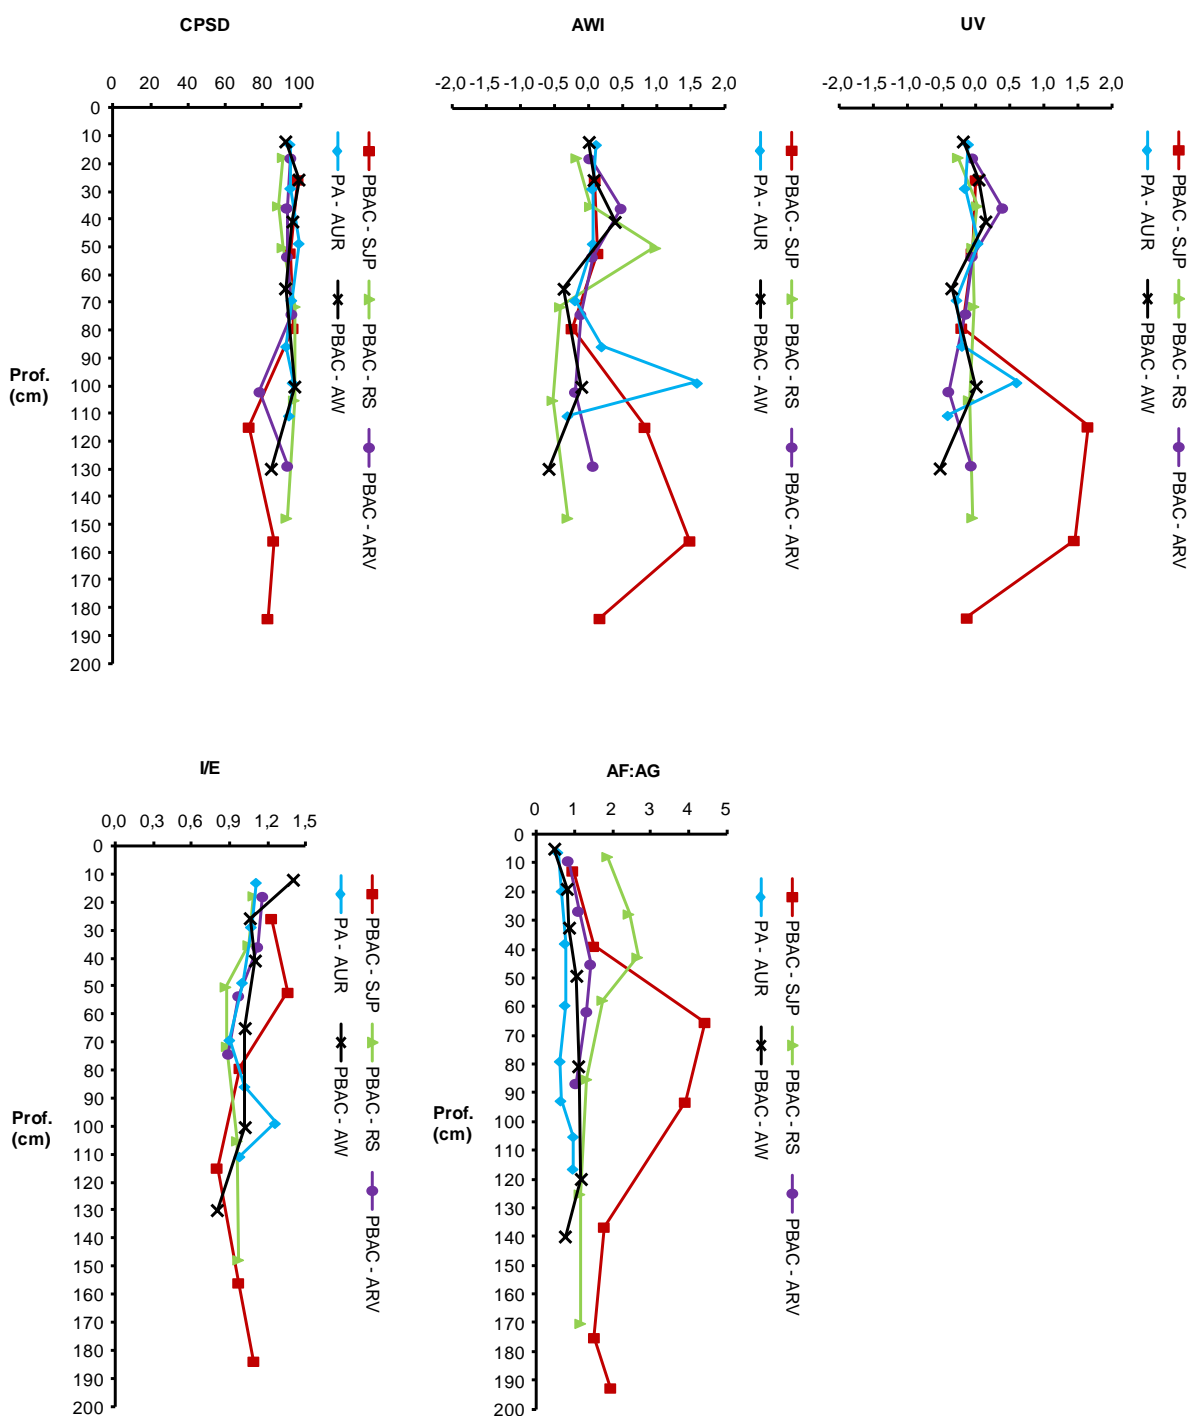 CPSD
0 20 40 60 80 100
0
10
20
30
40
50
60
70
80
90
100
110
120
130
140
150
160
170
180
190
200
Prof.
(cm)
PA - AUR
PBAC - AW
PBAC - SJP
PBAC - RS
PBAC - ARV
AWI
-2,0 -1,0 -0,5 0,0 0,5 1,0 1,5 2,0
PA - AUR
PBAC - AW
PBAC - SJP
PBAC - RS
PBAC - ARV
UV
-2,0 -1,0 -0,5 0,0 0,5 1,0 1,5 2,0
PA - AUR
PBAC - AW
PBAC - SJP
PBAC - RS
PBAC - ARV
I/E
0,0 0,3 0,6 0,9 1,2 1,5
0
10
20
30
40
50
60
70
80
90
100
110
120
130
140
150
160
170
180
190
200
Prof.
(cm)
PA - AUR
PBAC - AW
PBAC - SJP
PBAC - RS
PBAC - ARV
AF:AG
0 1 2 3 4 5
0
10
20
30
40
50
60
70
80
90
100
110
120
130
140
150
160
170
180
190
200
Prof.
(cm)
PA - AUR
PBAC - AW
PBAC - SJP
PBAC - RS
PBAC - ARV